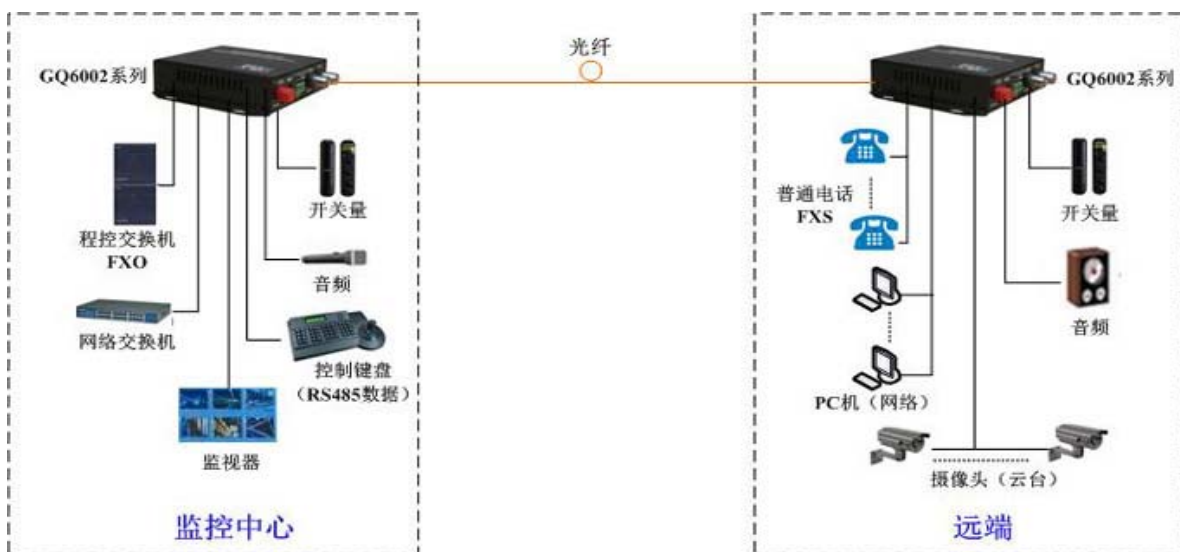 光纤
GQ6002系列
程控交换机
FXO
网络交换机
监视器
开关量
音频
控制键盘
（RS485数据）
监控中心
GQ6002系列
普通电话
FXS
PC机（网络）
开关量
音频
摄像头（云台）
远端